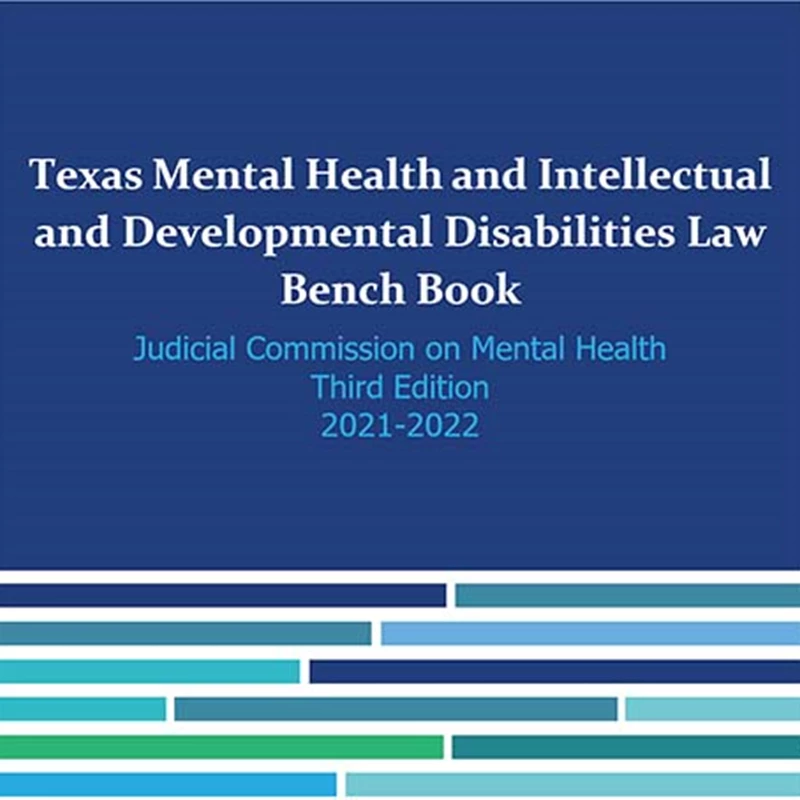 Texas Mental Health and Intellectual
and Developmental Disabilities Law
Bench Book
Judicial Commission on Mental Health
Third Edition
2021-2022